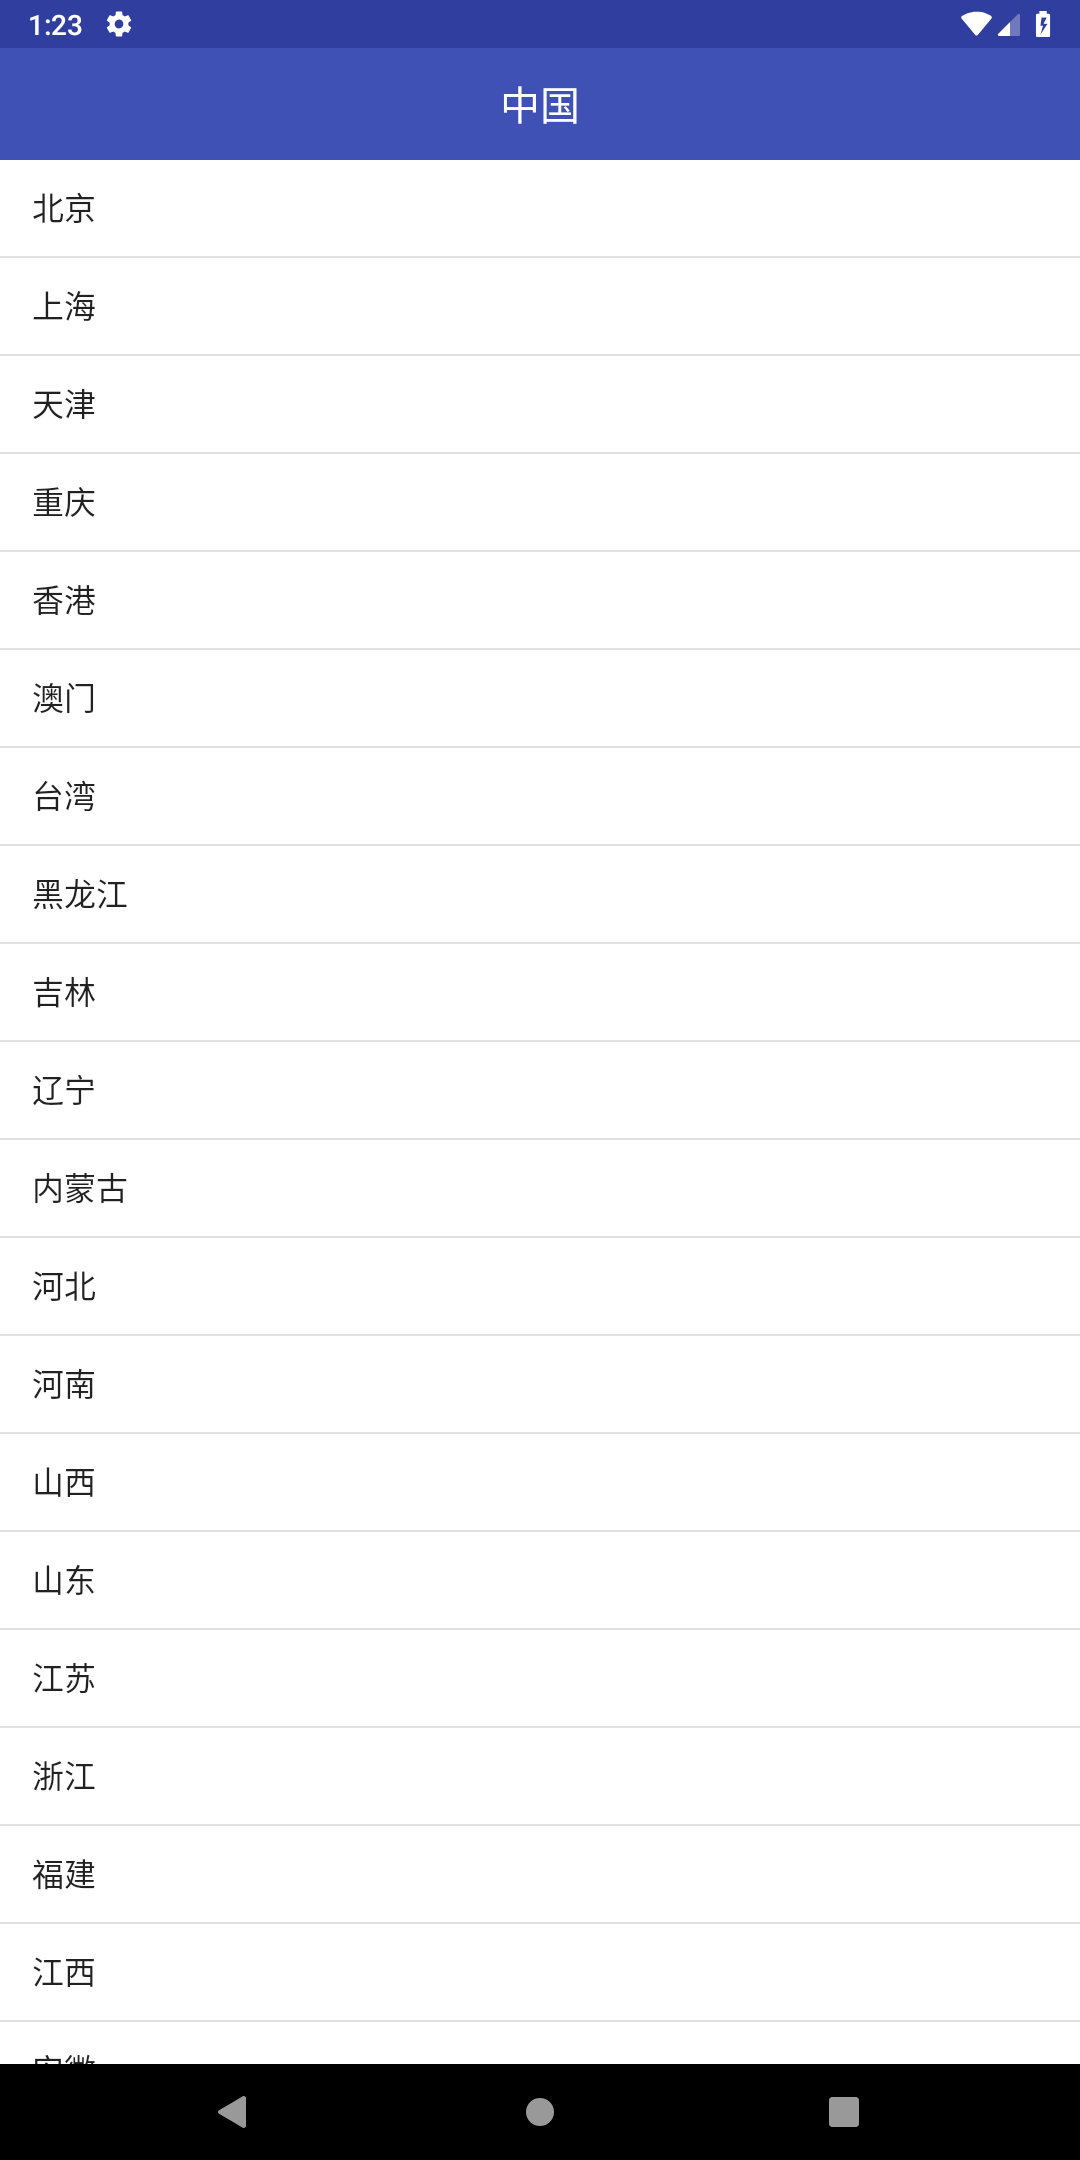 1:23
中国
北京
上海
天津
重庆
香港
澳门
台湾
黑龙江
吉林
辽宁
内蒙古
河北
河南
山西
山东
江苏
浙江
福建
江西